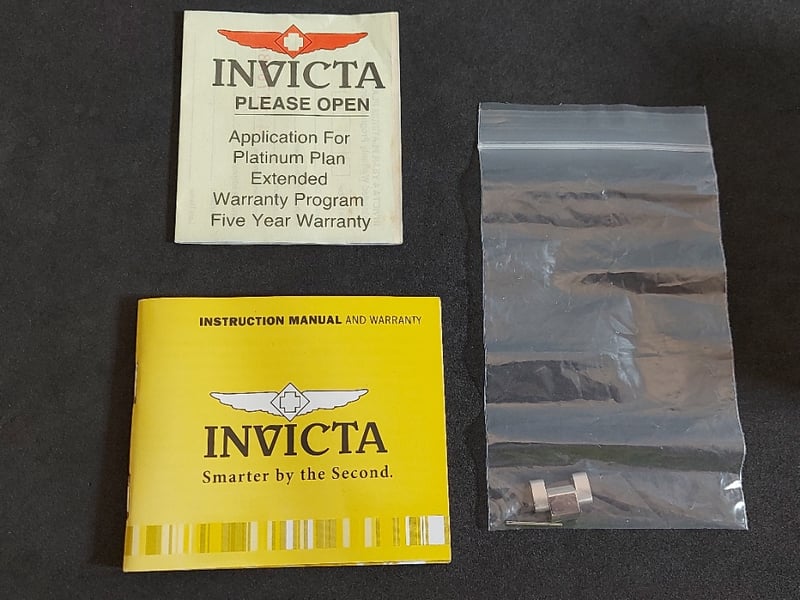 INVICTA
PLEASE OPEN
Application For
Platinum Plan
Extended
Warranty Program
Five Year Warranty
INSTRUCTION MANUAL AND WARRANTY
INVICTA
Smarter by the Second.